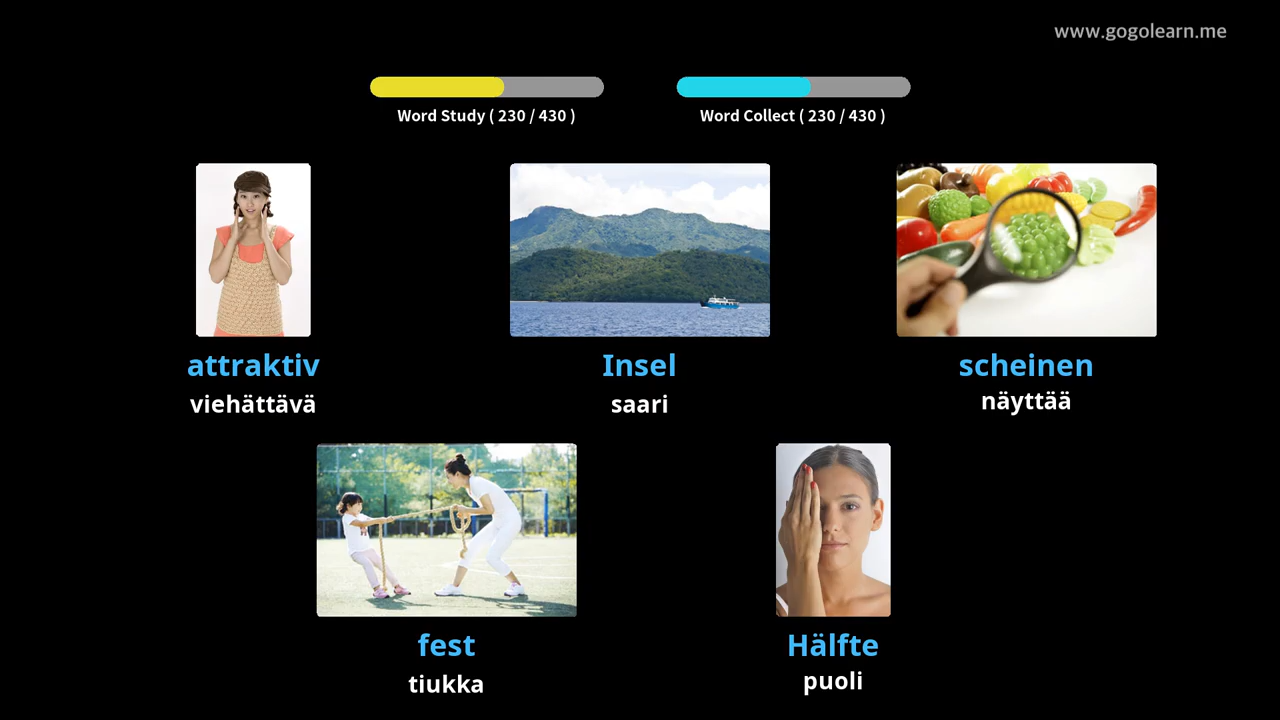 www.gogolearn.me
Word Study ( 230 / 430 )
Word Collect ( 230 / 430 )
attraktiv
viehättävä
Insel
saari
scheinen
näyttää
fest
tiukka
Hälfte
puoli